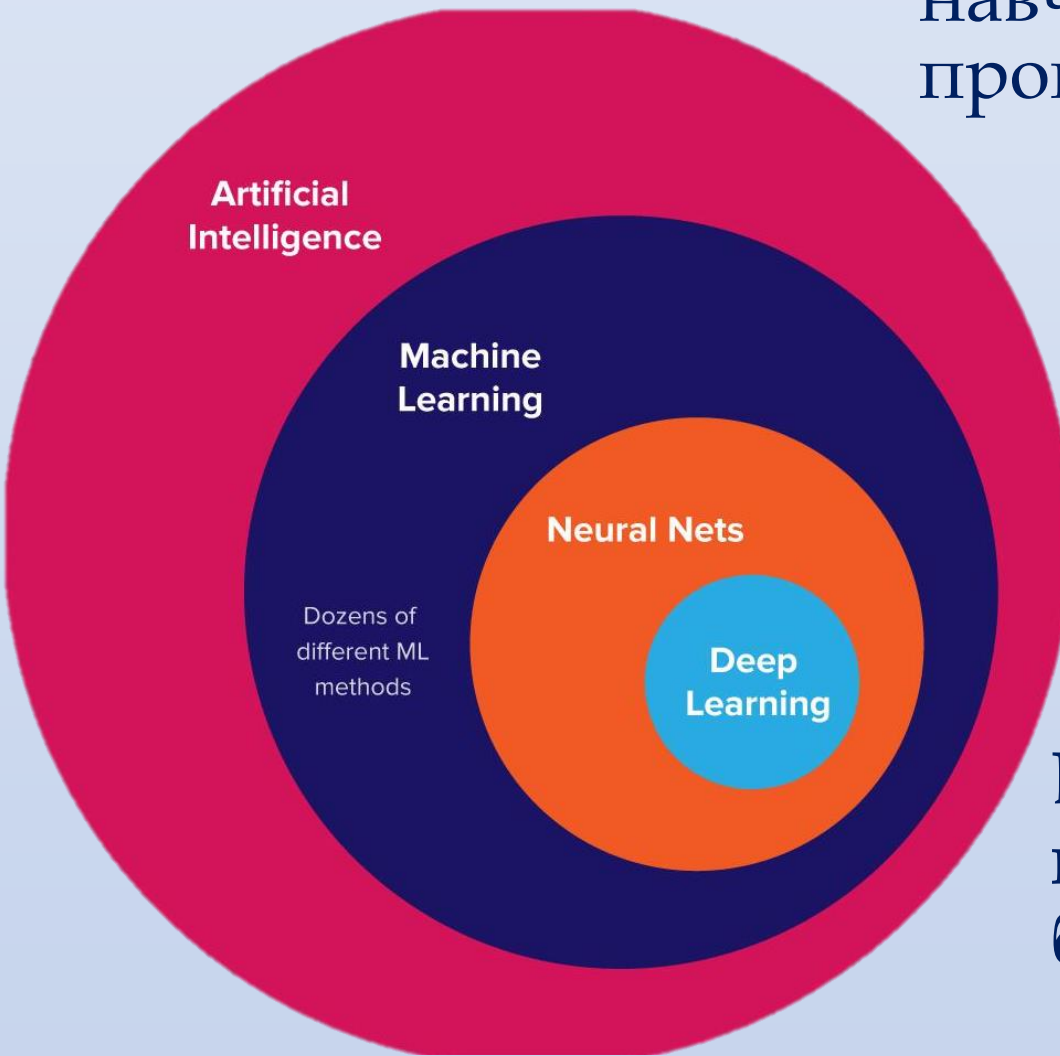 Artificial
Intelligence
Machine
Learning
Neural Nets
Dozens of
different ML
methods
Deep
Learning